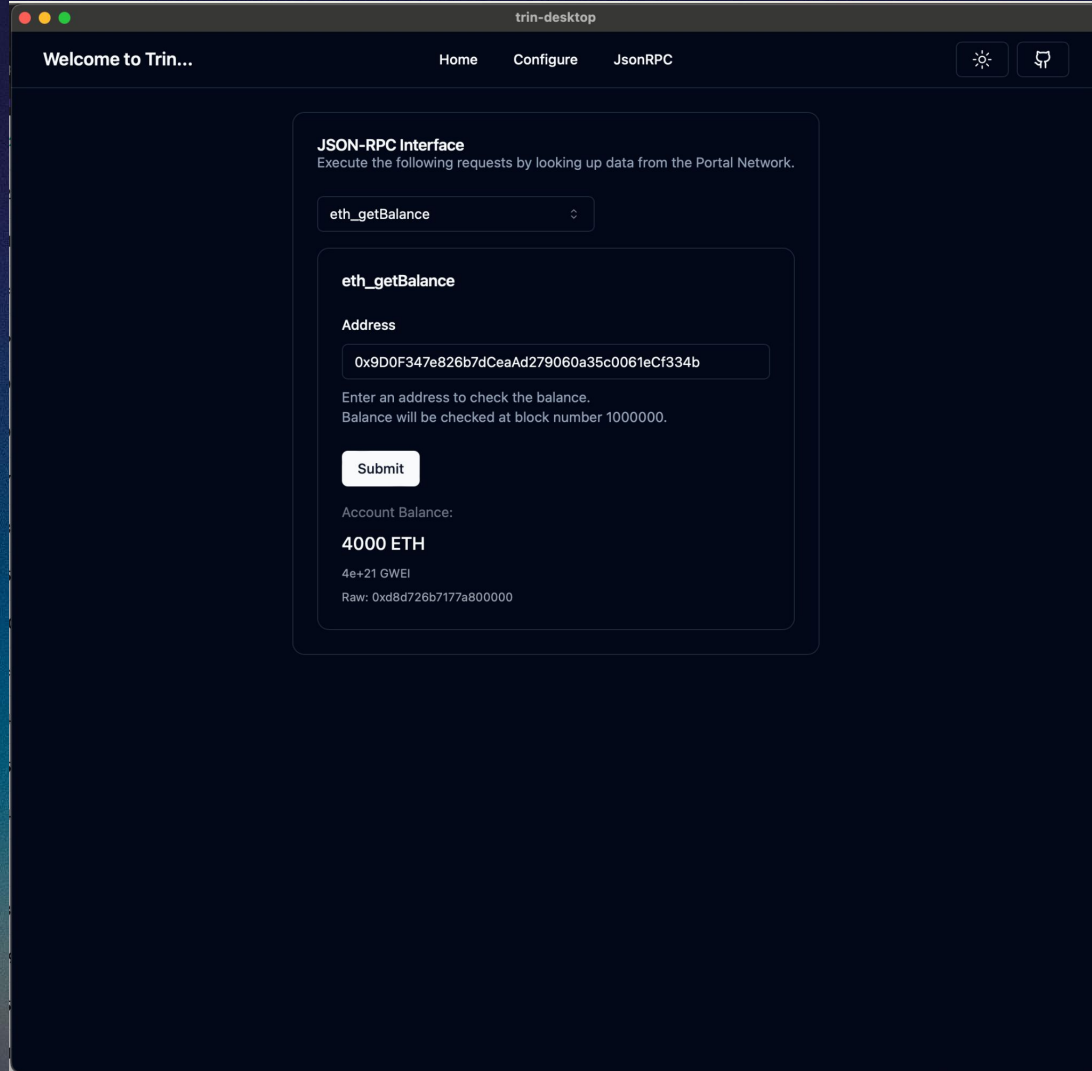 trin-desktop
Welcome to Trin...
Home
Configure
JsonRPC
JSON-RPC Interface
Execute the following requests by looking up data from the Portal Network.
eth_getBalance
eth_getBalance
Address
0x9D0F347e826b7dCeaAd279060a35c0061eCf334b
Enter an address to check the balance.
Balance will be checked at block number 1000000.
Submit
Account Balance:
4000 ETH
4e+21 GWEI
Raw: 0xd8d726b7177a800000